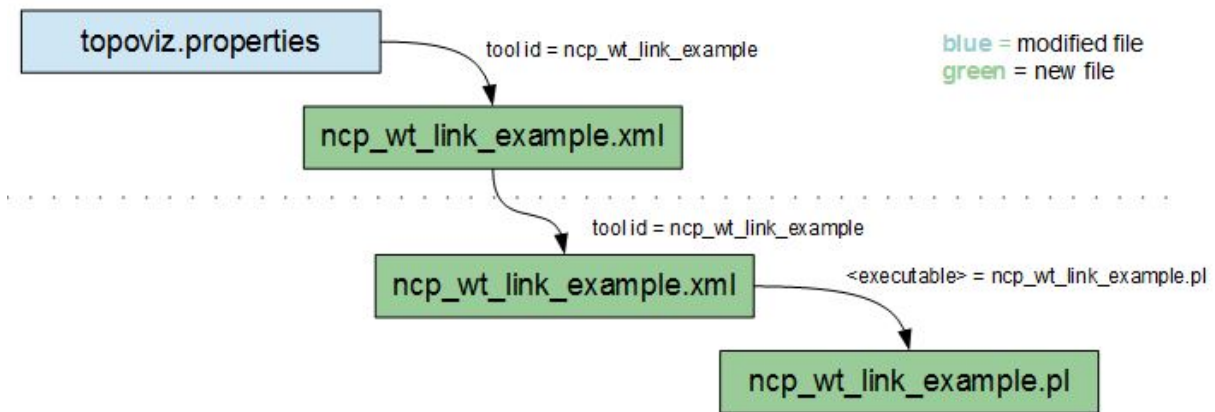 topoviz.properties
tool id = ncp_wt_link_example
blue = modified file
green = new file
ncp_wt_link_example.xml
tool id = ncp_wt_link_example
ncp_wt_link_example.xml
<executable> = ncp_wt_link_example.pl
ncp_wt_link_example.pl